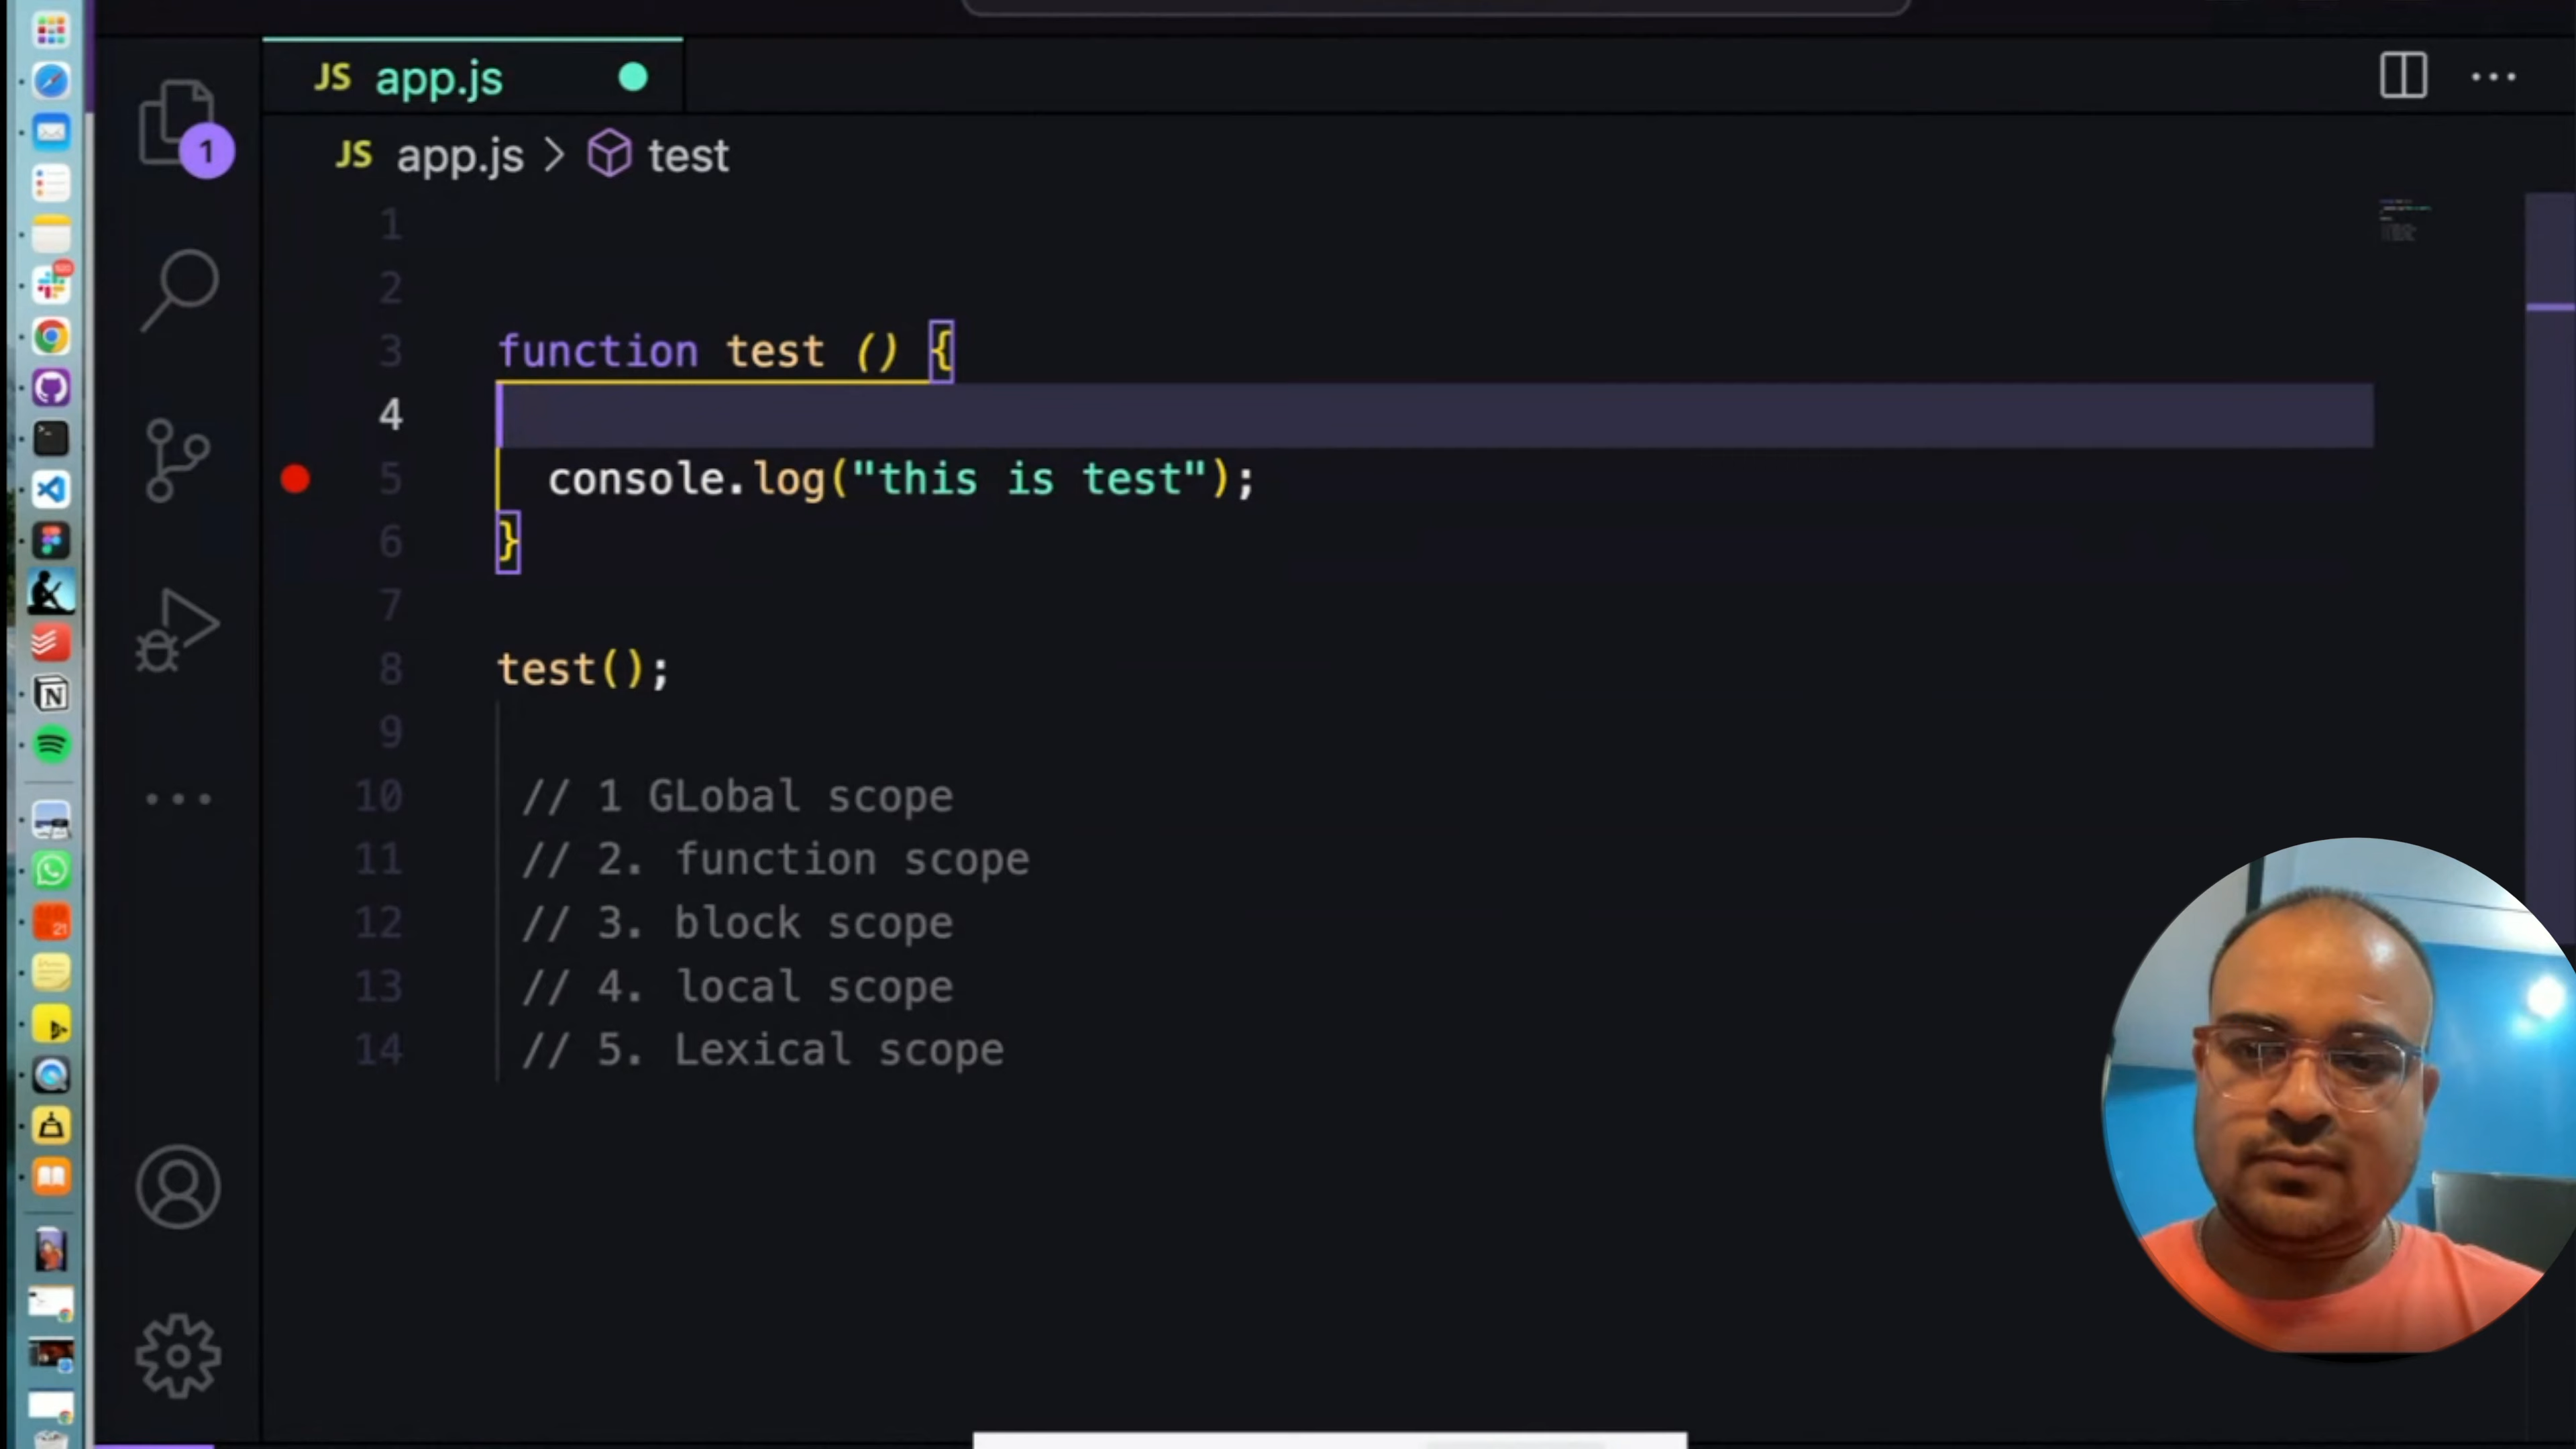 JS app.js
1
JS app.js > test
1
2
3 function test () {
4
5 console.log("this is test");
6 }
7
8 test();
9
10 // 1 GLobal scope
11 // 2. function scope
12 // 3. block scope
13 // 4. local scope
14 // 5. Lexical scope
21